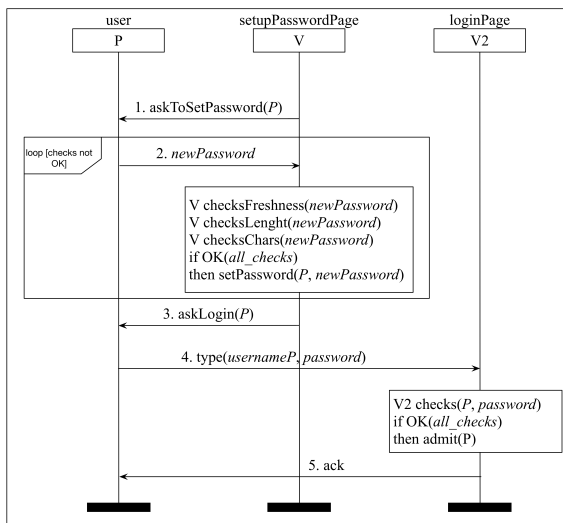 user
setupPasswordPage
loginPage
P
V
V2
1. askToSetPassword(P)
loop [checks not
OK]
2. newPassword
V checksFreshness(newPassword)
V checksLenght(newPassword)
V checksChars(newPassword)
if OK(all_checks)
then setPassword(P, newPassword)
3. askLogin(P)
4. type(usernameP, password)
V2 checks(P, password)
if OK(all_checks)
then admit(P)
5. ack